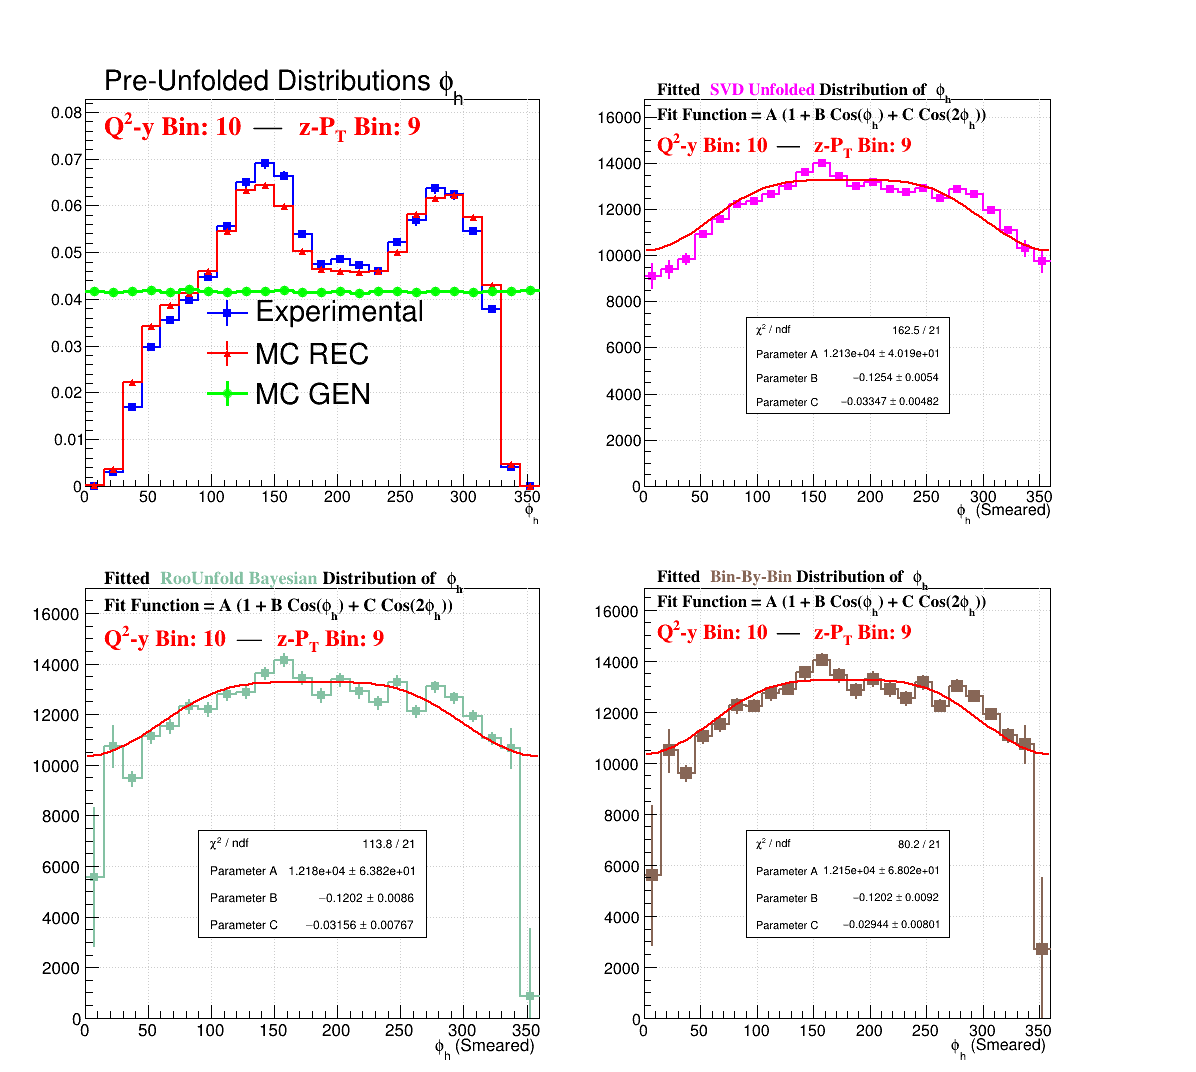 Pre-Unfolded Distributions ϕh
Q2-y Bin: 10 — z-PT Bin: 9
0.08
0.07
0.06
0.05
0.04
0.03
0.02
0.01
0
Experimental
MC REC
MC GEN
0 50 100 150 200 250 300 350
ϕh
Fitted SVD Unfolded Distribution of ϕh
Fit Function = A (1 + B Cos(ϕh) + C Cos(2ϕh))
Q2-y Bin: 10 — z-PT Bin: 9
16000
14000
12000
10000
8000
6000
4000
2000
0
χ2 / ndf 162.5 / 21
Parameter A 1.213e+04 ± 4.019e+01
Parameter B −0.1254 ± 0.0054
Parameter C −0.03347 ± 0.00482
0 50 100 150 200 250 300 350
ϕh (Smeared)
Fitted RooUnfold Bayesian Distribution of ϕh
Fit Function = A (1 + B Cos(ϕh) + C Cos(2ϕh))
Q2-y Bin: 10 — z-PT Bin: 9
16000
14000
12000
10000
8000
6000
4000
2000
0
χ2 / ndf 113.8 / 21
Parameter A 1.218e+04 ± 6.382e+01
Parameter B −0.1202 ± 0.0086
Parameter C −0.03156 ± 0.00767
0 50 100 150 200 250 300 350
ϕh (Smeared)
Fitted Bin-By-Bin Distribution of ϕh
Fit Function = A (1 + B Cos(ϕh) + C Cos(2ϕh))
Q2-y Bin: 10 — z-PT Bin: 9
16000
14000
12000
10000
8000
6000
4000
2000
0
χ2 / ndf 80.2 / 21
Parameter A 1.215e+04 ± 6.802e+01
Parameter B −0.1202 ± 0.0092
Parameter C −0.02944 ± 0.00801
0 50 100 150 200 250 300 350
ϕh (Smeared)